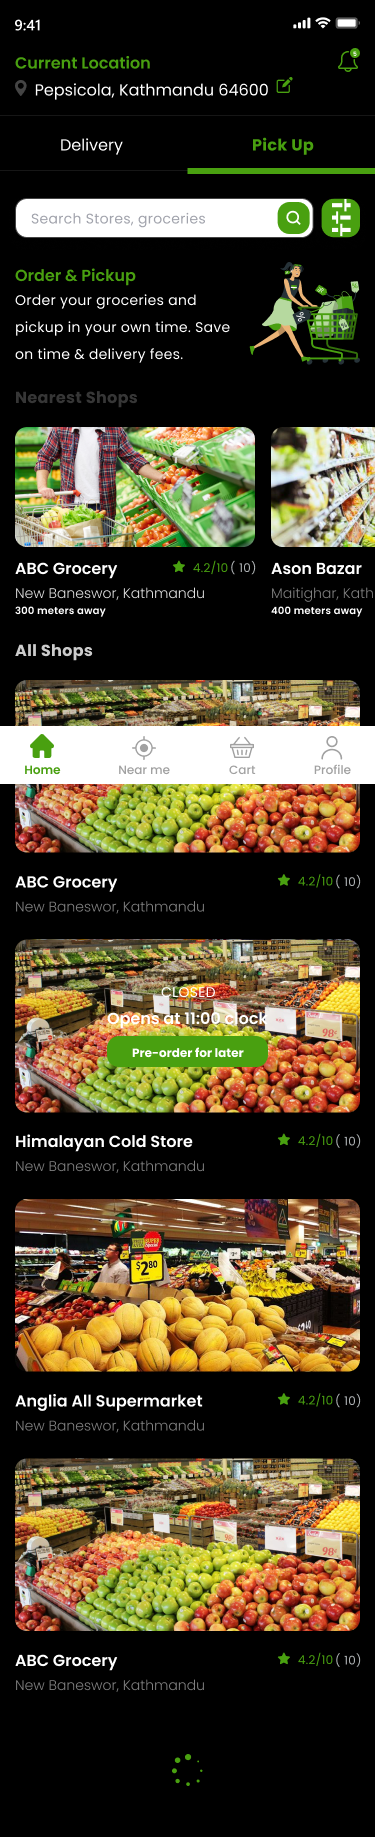 9:41
Current Location
5
Pepsicola, Kathmandu 64600
Delivery
Pick Up
Search Stores, groceries
Order & Pickup
Order your groceries and
pickup in your own time. Save
on time & delivery fees.
%
Nearest Shops
ABC Grocery
4.2/10 ( 10)
New Baneswor, Kathmandu
300 meters away
Ason Bazar
Maitighar, Kath
400 meters away
All Shops
Home
Near me
Cart
Profile
ABC Grocery
4.2/10 ( 10)
New Baneswor, Kathmandu
CLOSED
Opens at 11:00 clock
98¢
Pre-order for later
Himalayan Cold Store
4.2/10 ( 10)
New Baneswor, Kathmandu
$2.80
Anglia All Supermarket
4.2/10 ( 10)
New Baneswor, Kathmandu
98¢
ABC Grocery
4.2/10 ( 10)
New Baneswor, Kathmandu